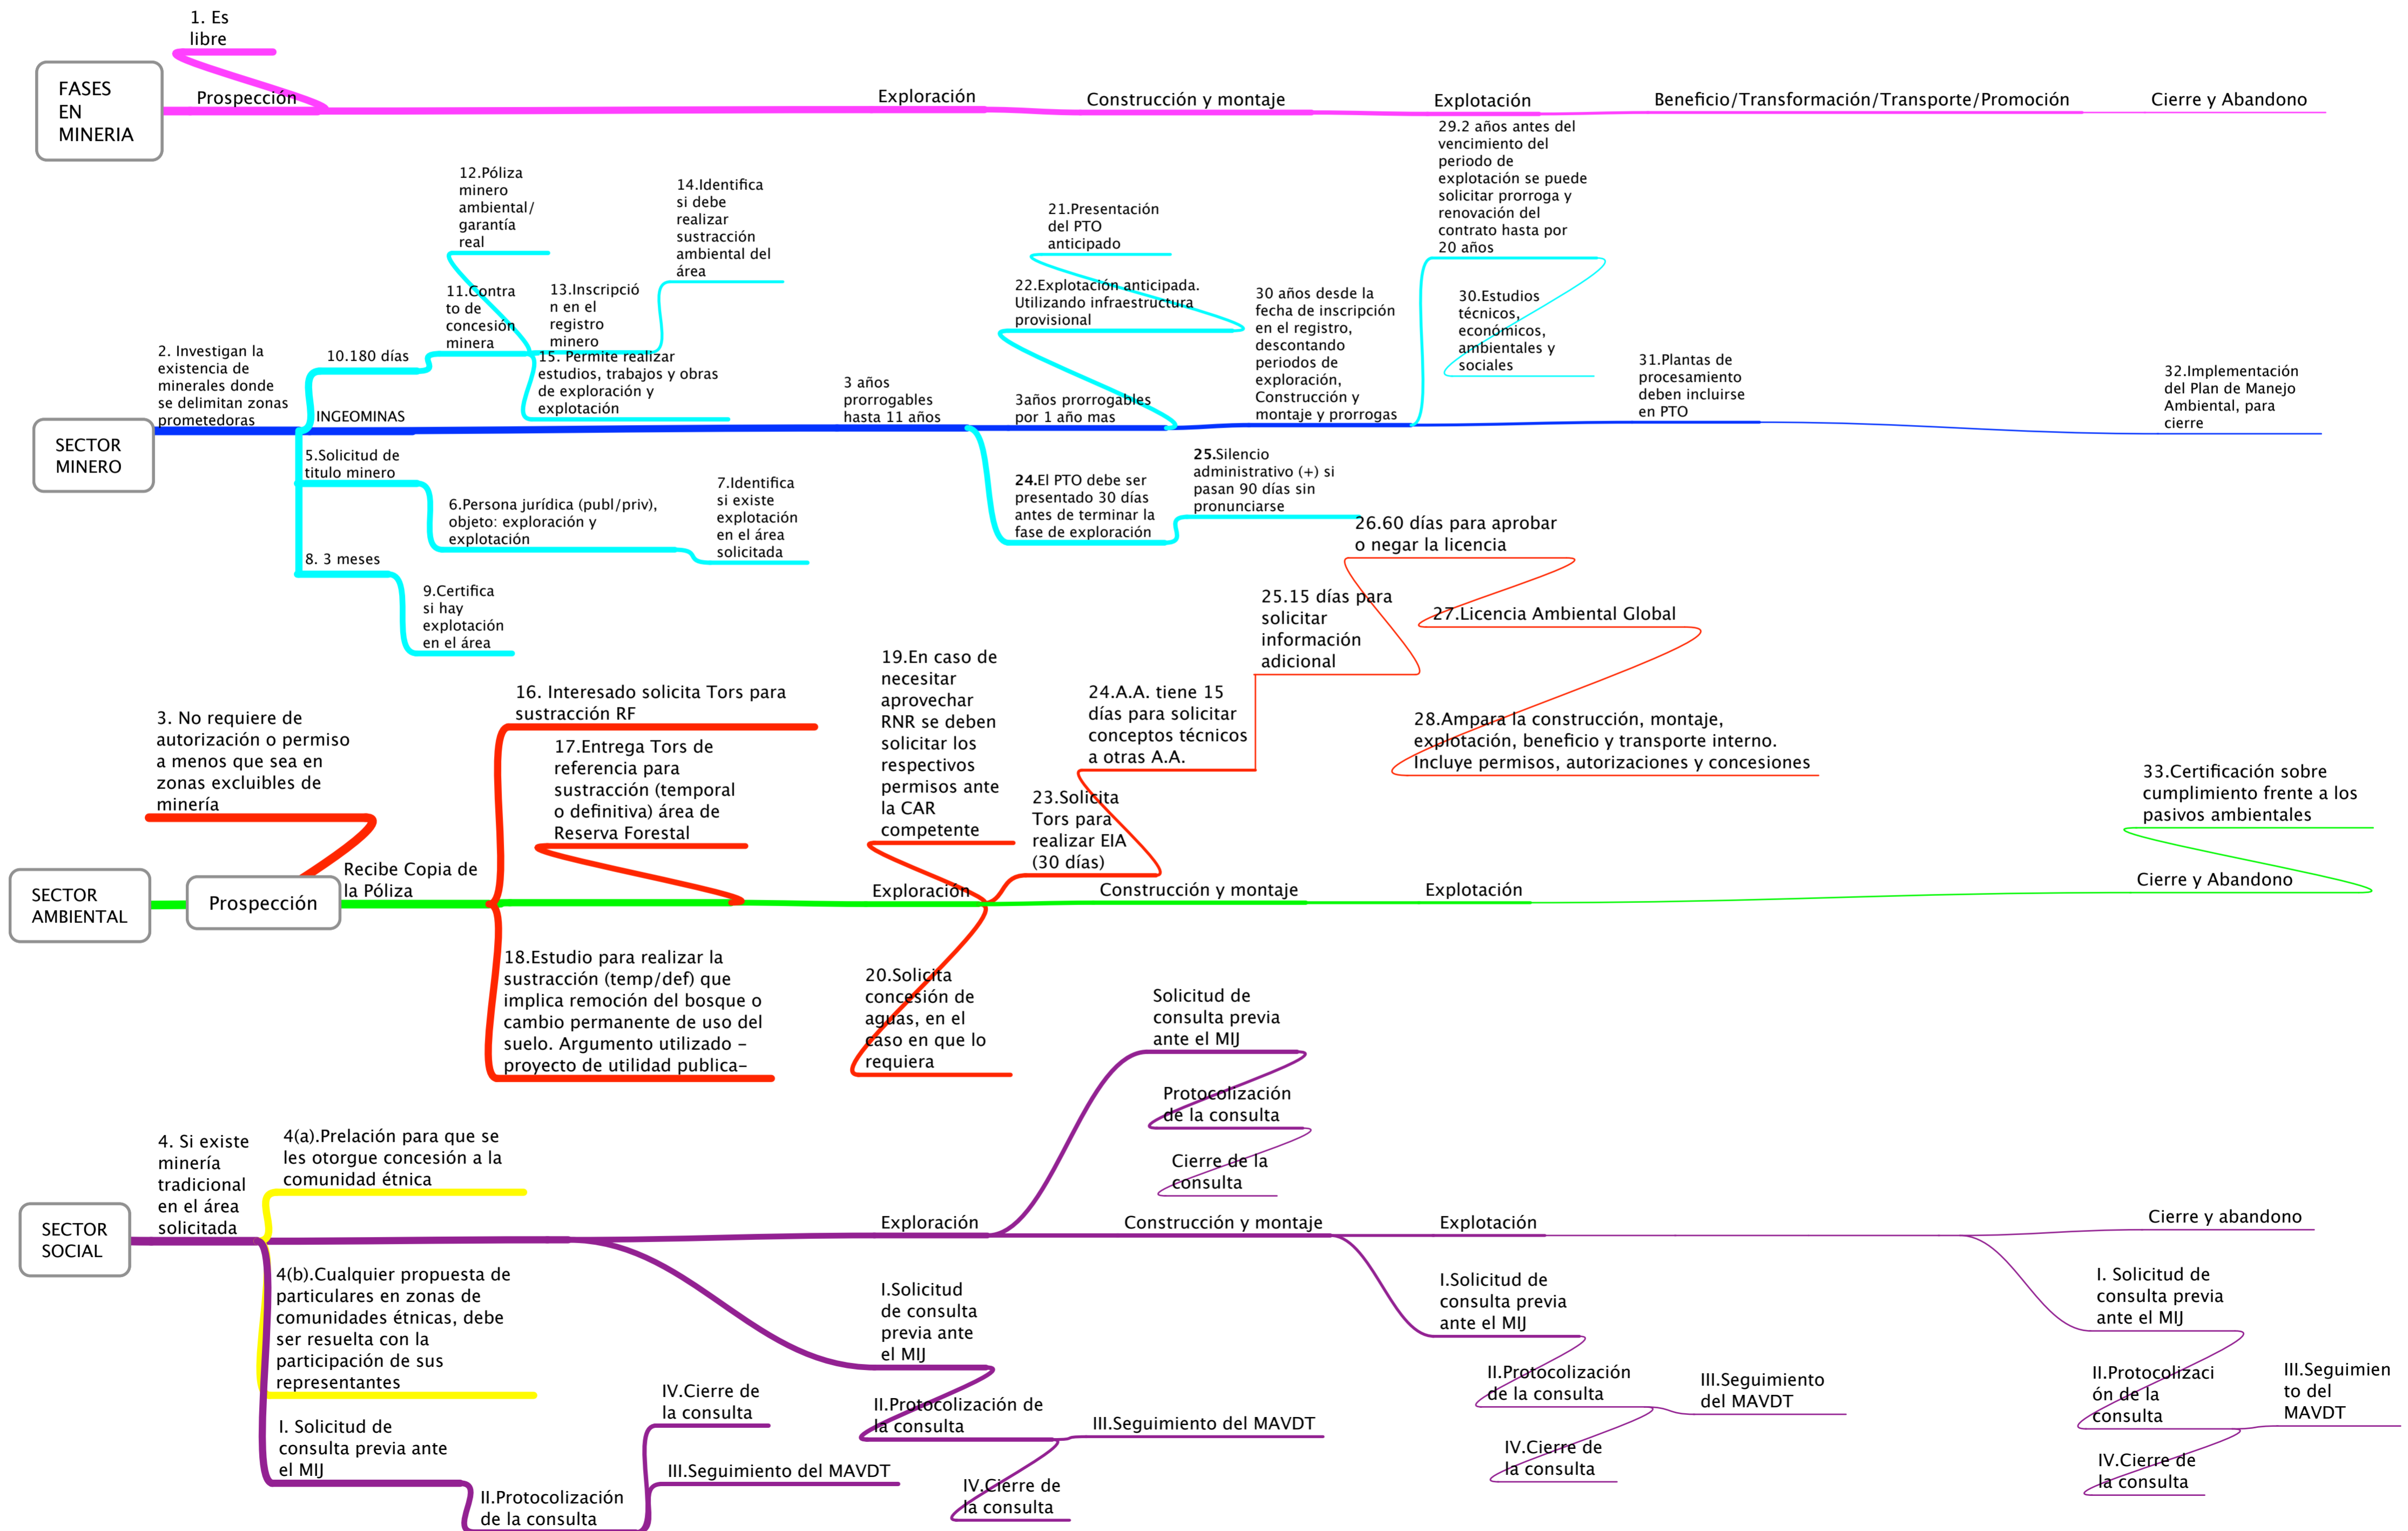 1. Es
libre
FASES
EN
MINERIA
Prospección
Exploración
Construcción y montaje
Explotación
Beneficio/Transformación/Transporte/Promoción
Cierre y Abandono
SECTOR
MINERO
2. Investigan la
existencia de
minerales donde
se delimitan zonas
prometedoras
INGEOMINAS
10.180 días
11.Contra
to de
concesión
minera
12.Póliza
minero
ambiental/
garantía
real
13.Inscripció
n en el
registro
minero
14.Identifica
si debe
realizar
sustracción
ambiental del
área
15. Permite realizar
estudios, trabajos y obras
de exploración y
explotación
5.Solicitud de
titulo minero
6.Persona jurídica (publ/priv),
objeto: exploración y
explotación
7.Identifica
si existe
explotación
en el área
solicitada
8. 3 meses
9.Certifica
si hay
explotación
en el área
3 años
prorrogables
hasta 11 años
3años prorrogables
por 1 año mas
21.Presentación
del PTO
anticipado
22.Explotación anticipada.
Utilizando infraestructura
provisional
24.El PTO debe ser
presentado 30 días
antes de terminar la
fase de exploración
25.Silencio
administrativo (+) si
pasan 90 días sin
pronunciarse
30 años desde la
fecha de inscripción
en el registro,
descontando
periodos de
exploración,
Construcción y
montaje y prorrogas
29.2 años antes del
vencimiento del
periodo de
explotación se puede
solicitar prorroga y
renovación del
contrato hasta por
20 años
30.Estudios
técnicos,
económicos,
ambientales y
sociales
31.Plantas de
procesamiento
deben incluirse
en PTO
32.Implementación
del Plan de Manejo
Ambiental, para
cierre
SECTOR
AMBIENTAL
Prospección
3. No requiere de
autorización o permiso
a menos que sea en
zonas excluibles de
minería
Recibe Copia de
la Póliza
16. Interesado solicita Tors para
sustracción RF
17.Entrega Tors de
referencia para
sustracción (temporal
o definitiva) área de
Reserva Forestal
18.Estudio para realizar la
sustracción (temp/def) que
implica remoción del bosque o
cambio permanente de uso del
suelo. Argumento utilizado –
proyecto de utilidad publica–
Exploración
19.En caso de
necesitar
aprovechar
RNR se deben
solicitar los
respectivos
permisos ante
la CAR
competente
20.Solicita
concesión de
aguas, en el
caso en que lo
requiera
23.Solicita
Tors para
realizar EIA
(30 días)
24.A.A. tiene 15
días para solicitar
conceptos técnicos
a otras A.A.
25.15 días para
solicitar
información
adicional
26.60 días para aprobar
o negar la licencia
27.Licencia Ambiental Global
28.Ampara la construcción, montaje,
explotación, beneficio y transporte interno.
Incluye permisos, autorizaciones y concesiones
Construcción y montaje
Explotación
Cierre y Abandono
33.Certificación sobre
cumplimiento frente a los
pasivos ambientales
SECTOR
SOCIAL
4. Si existe
minería
tradicional
en el área
solicitada
4(a).Prelación para que se
les otorgue concesión a la
comunidad étnica
4(b).Cualquier propuesta de
particulares en zonas de
comunidades étnicas, debe
ser resuelta con la
participación de sus
representantes
I. Solicitud de
consulta previa ante
el MIJ
II.Protocolización
de la consulta
IV.Cierre de
la consulta
III.Seguimiento del MAVDT
Exploración
I.Solicitud
de consulta
previa ante
el MIJ
II.Protocolización de
la consulta
III.Seguimiento del MAVDT
IV.Cierre de
la consulta
Solicitud de
consulta previa
ante el MIJ
Protocolización
de la consulta
Cierre de la
consulta
Construcción y montaje
Explotación
I.Solicitud de
consulta previa
ante el MIJ
II.Protocolización
de la consulta
III.Seguimiento
del MAVDT
IV.Cierre de
la consulta
Cierre y abandono
I. Solicitud de
consulta previa
ante el MIJ
II.Protocolizaci
ón de la
consulta
III.Seguimien
to del
MAVDT
IV.Cierre de
la consulta